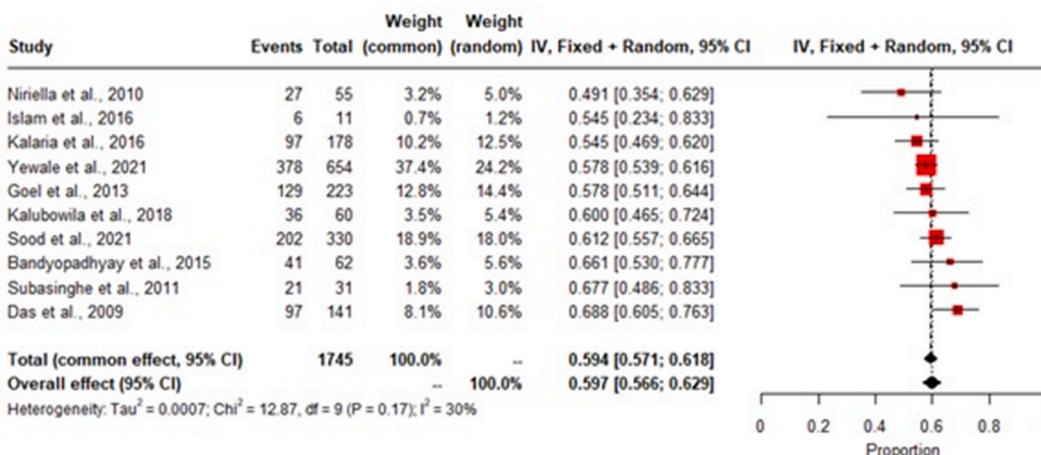 Weight Weight
Study Events Total (common) (random) IV, Fixed + Random, 95% CI IV, Fixed + Random, 95% CI
Niriella et al., 2010 27 55 3.2% 5.0% 0.491 [0.354; 0.629]
Islam et al., 2016 6 11 0.7% 1.2% 0.545 [0.234; 0.833]
Kalaria et al., 2016 97 178 10.2% 12.5% 0.545 [0.469; 0.620]
Yewale et al., 2021 378 654 37.4% 24.2% 0.578 [0.539; 0.616]
Goel et al., 2013 129 223 12.8% 14.4% 0.578 [0.511; 0.644]
Kalubowila et al., 2018 36 60 3.5% 5.4% 0.600 [0.465; 0.724]
Sood et al., 2021 202 330 18.9% 18.0% 0.612 [0.557; 0.665]
Bandyopadhyay et al., 2015 41 62 3.6% 5.6% 0.661 [0.530; 0.777]
Subasinghe et al., 2011 21 31 1.8% 3.0% 0.677 [0.486; 0.833]
Das et al., 2009 97 141 8.1% 10.6% 0.688 [0.605; 0.763]
Total (common effect, 95% CI) 1745 100.0% -- 0.594 [0.571; 0.618]
Overall effect (95% CI) -- 100.0% 0.597 [0.566; 0.629]
Heterogeneity: Tau² = 0.0007; Chi² = 12.87, df = 9 (P = 0.17); I² = 30%
0 0.2 0.4 0.6 0.8
Proportion